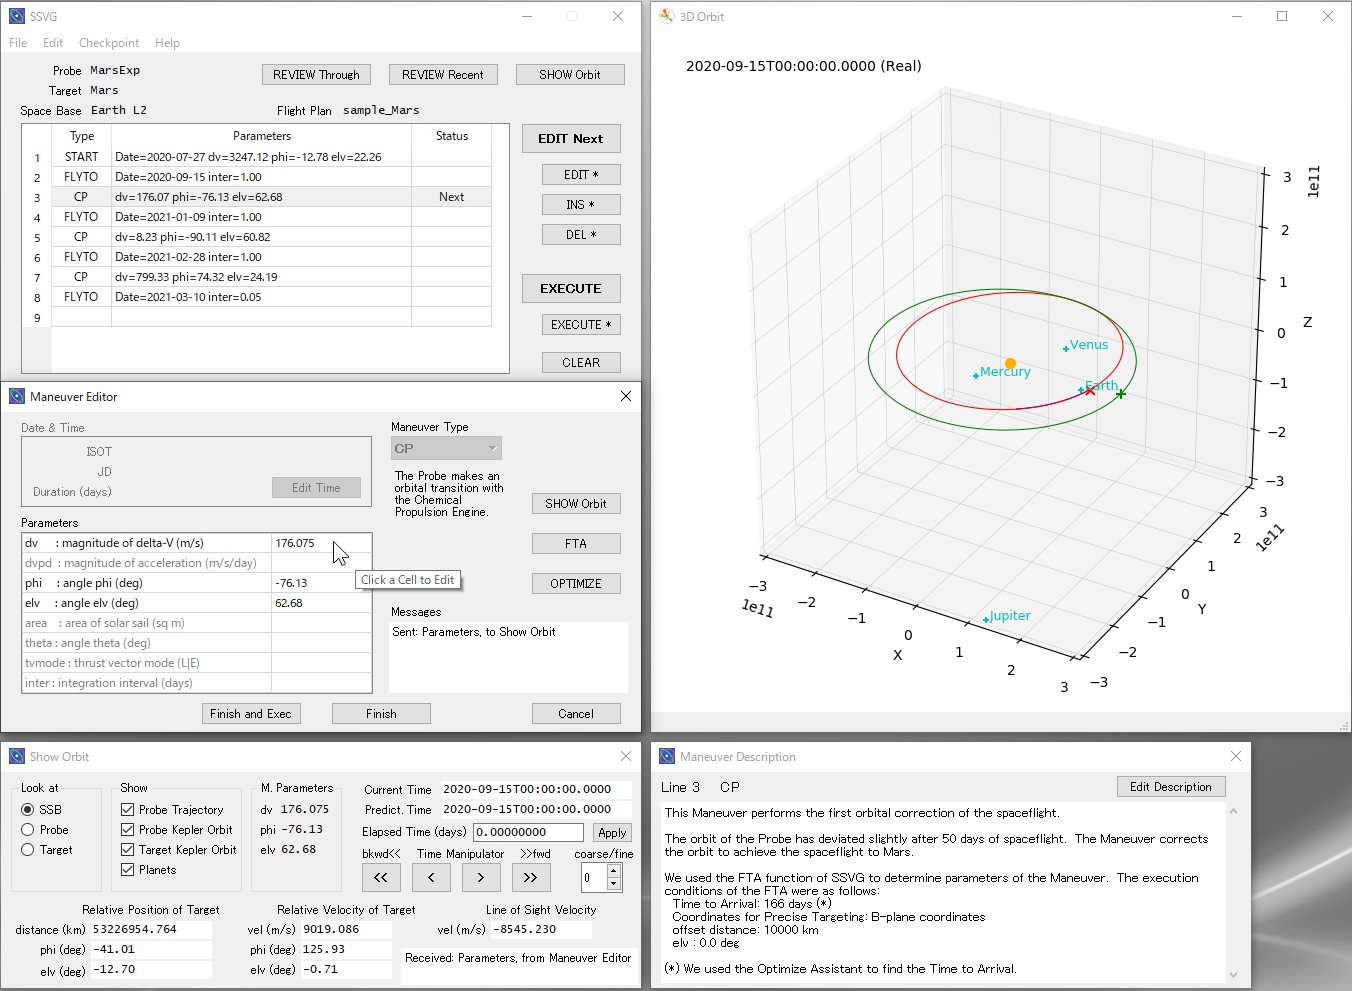 SSVG
File Edit Checkpoint Help
Probe MarsExp
Target Mars
Space Base Earth L2
REVIEW Through REVIEW Recent SHOW Orbit
Flight Plan sample_Mars
Type Parameters Status
1 START Date=2020-07-27 dv=3247.12 phi=-12.78 elv=22.26
2 FLYTO Date=2020-09-15 inter=1.00
3 CP dv=176.07 phi=-76.13 elv=62.68 Next
4 FLYTO Date=2021-01-09 inter=1.00
5 CP dv=8.23 phi=-90.11 elv=60.82
6 FLYTO Date=2021-02-28 inter=1.00
7 CP dv=799.33 phi=74.32 elv=24.19
8 FLYTO Date=2021-03-10 inter=0.05
9
EDIT Next
EDIT *
INS *
DEL *
EXECUTE
EXECUTE *
CLEAR
3D Orbit
2020-09-15T00:00:00.0000 (Real)
Venus
Mercury
Earth
Jupiter
3
2
1
0
−1
−2
−3
1e11
Z
3
2
1
0
−1
−2
−3
1e11
Y
−3
−2
−1
0
1
2
3
1e11
X
Maneuver Editor
Date & Time
ISOT
JD
Duration (days)
Edit Time
Maneuver Type
CP
The Probe makes an
orbital transition with
the Chemical
Propulsion Engine.
SHOW Orbit
FTA
OPTIMIZE
Parameters
dv : magnitude of delta-V (m/s) 176.075
dvpd : magnitude of acceleration (m/s/day)
phi : angle phi (deg) -76.13
elv : angle elv (deg) 62.68
area : area of solar sail (sq m)
theta : angle theta (deg)
tvmode : thrust vector mode (L|E)
inter : integration interval (days)
Click a Cell to Edit
Messages
Sent: Parameters, to Show Orbit
Finish and Exec Finish Cancel
Show Orbit
Look at
SSB
Probe
Target
Show
Probe Trajectory
Probe Kepler Orbit
Target Kepler Orbit
Planets
M. Parameters
dv 176.075
phi -76.13
elv 62.68
Current Time 2020-09-15T00:00:00.0000
Predict. Time 2020-09-15T00:00:00.0000
Elapsed Time (days) 0.00000000 Apply
bkwd<< Time Manipulator >>fwd coarse/fine
<< < > >> 0
Relative Position of Target
distance (km) 53226954.764
phi (deg) -41.01
elv (deg) -12.70
Relative Velocity of Target
vel (m/s) 9019.086
phi (deg) 125.93
elv (deg) -0.71
Line of Sight Velocity
vel (m/s) -8545.230
Received: Parameters, from Maneuver Editor
Maneuver Description
Line 3 CP Edit Description
This Maneuver performs the first orbital correction of the spaceflight.
The orbit of the Probe has deviated slightly after 50 days of spaceflight. The Maneuver corrects
the orbit to achieve the spaceflight to Mars.
We used the FTA function of SSVG to determine parameters of the Maneuver. The execution
conditions of the FTA were as follows:
Time to Arrival: 166 days (*)
Coordinates for Precise Targeting: B-plane coordinates
offset distance: 10000 km
elv : 0.0 deg
(*) We used the Optimize Assistant to find the Time to Arrival.